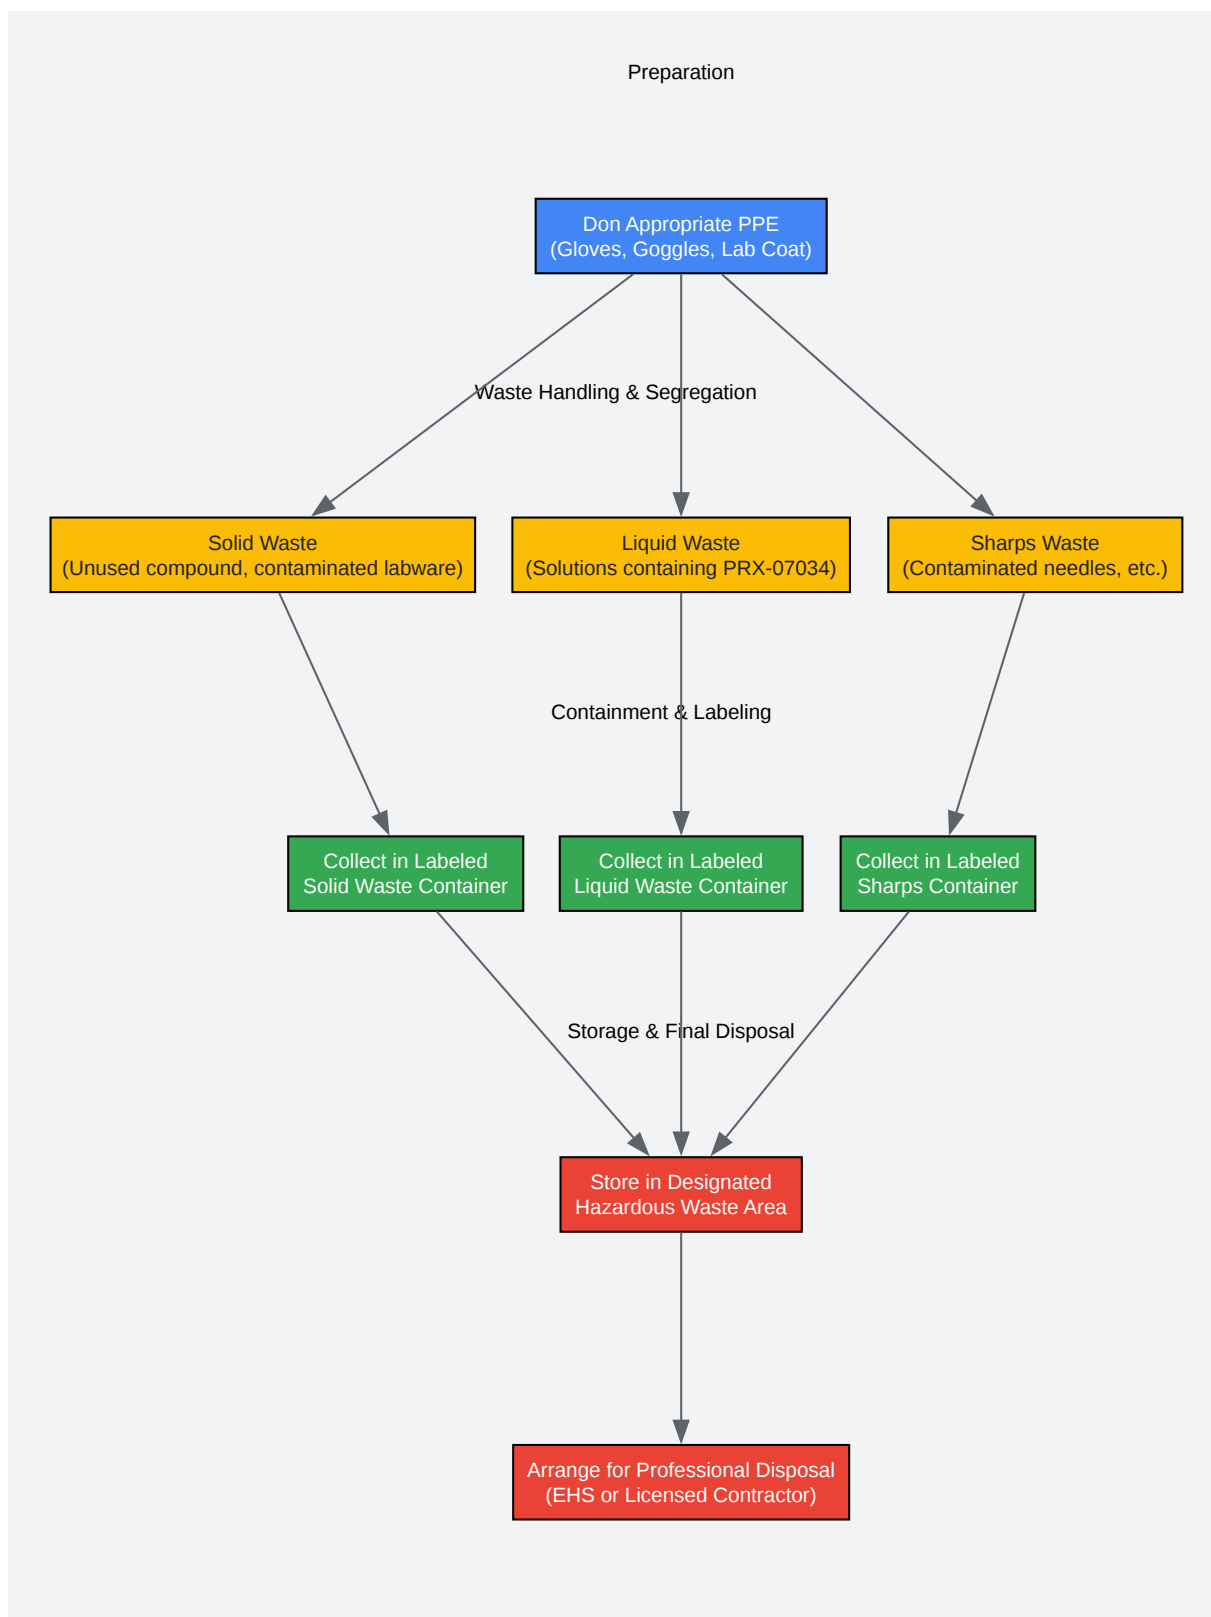 Preparation
Don Appropriate PPE
(Gloves, Goggles, Lab Coat)
Waste Handling & Segregation
Solid Waste
(Unused compound, contaminated labware)
Liquid Waste
(Solutions containing PRX-07034)
Sharps Waste
(Contaminated needles, etc.)
Containment & Labeling
Collect in Labeled
Solid Waste Container
Collect in Labeled
Liquid Waste Container
Collect in Labeled
Sharps Container
Storage & Final Disposal
Store in Designated
Hazardous Waste Area
Arrange for Professional Disposal
(EHS or Licensed Contractor)